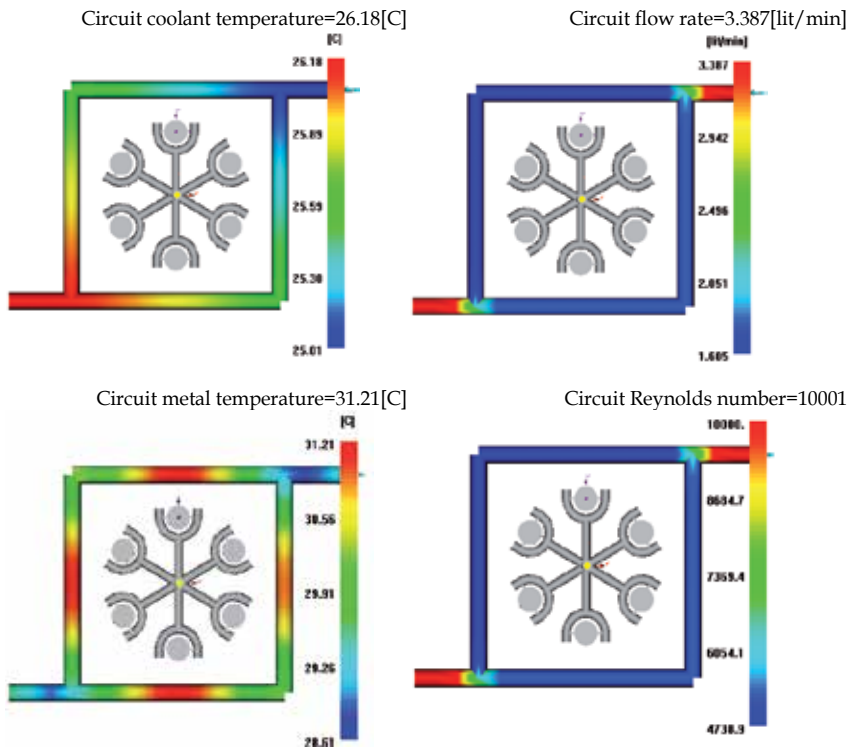 Circuit coolant temperature=26.18[C]
[C]
26.18
25.89
25.59
25.30
25.01
Circuit flow rate=3.387[lit/min]
[lit/min]
3.387
2.942
2.496
2.051
1.605
Circuit metal temperature=31.21[C]
[C]
31.21
30.56
29.91
29.26
28.61
Circuit Reynolds number=10001
8684.7
7369.4
6054.1
4738.9